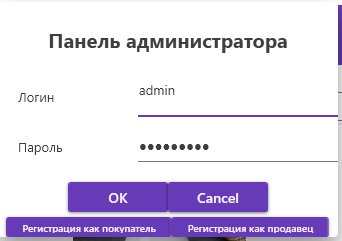 Панель администратора
Логин admin
Пароль ●●●●●●●●●
OK Cancel
Регистрация как покупатель Регистрация как продавец